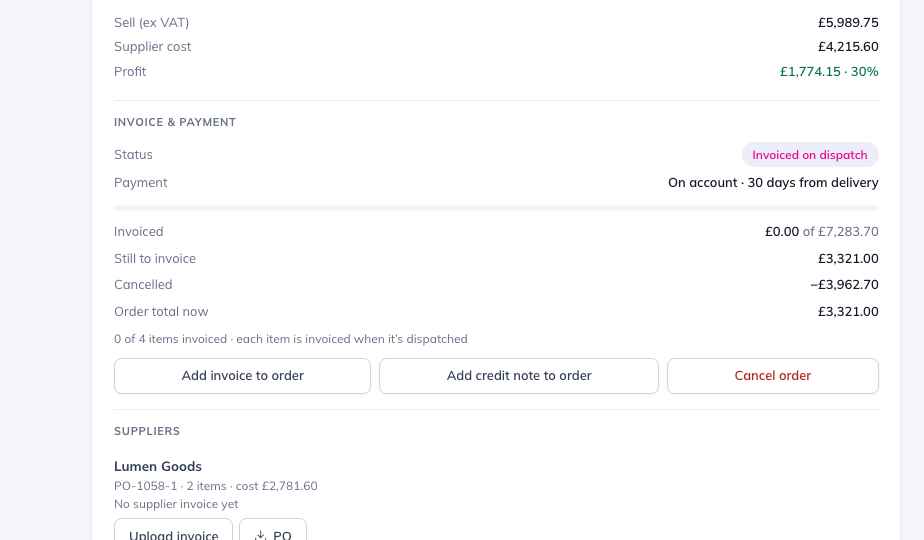 Sell (ex VAT) £5,989.75
Supplier cost £4,215.60
Profit £1,774.15 · 30%
INVOICE & PAYMENT
Status Invoiced on dispatch
Payment On account · 30 days from delivery
Invoiced £0.00 of £7,283.70
Still to invoice £3,321.00
Cancelled −£3,962.70
Order total now £3,321.00
0 of 4 items invoiced · each item is invoiced when it's dispatched
Add invoice to order Add credit note to order Cancel order
SUPPLIERS
Lumen Goods
PO-1058-1 · 2 items · cost £2,781.60
No supplier invoice yet
Upload invoice PO